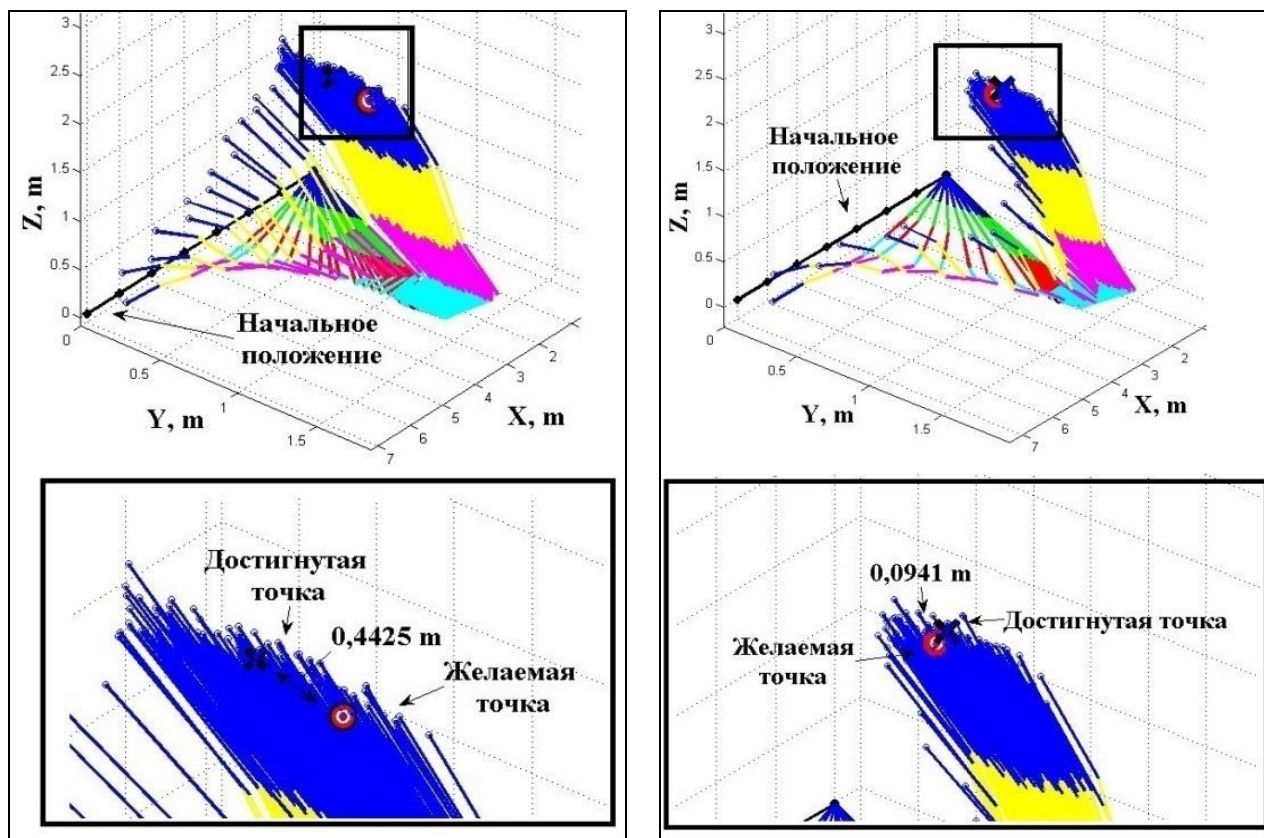 3
2.5
2
1.5
1
0.5
0
Z, m
Начальное
положение
0
0.5
1
1.5
Y, m
7
6
5
4
3
2
X, m
Достигнутая
точка
0,4425 m
Желаемая
точка
3
2.5
2
1.5
1
0.5
0
Z, m
Начальное
положение
0
0.5
1
1.5
Y, m
7
6
5
4
3
2
X, m
0,0941 m
Достигнутая точка
Желаемая
точка